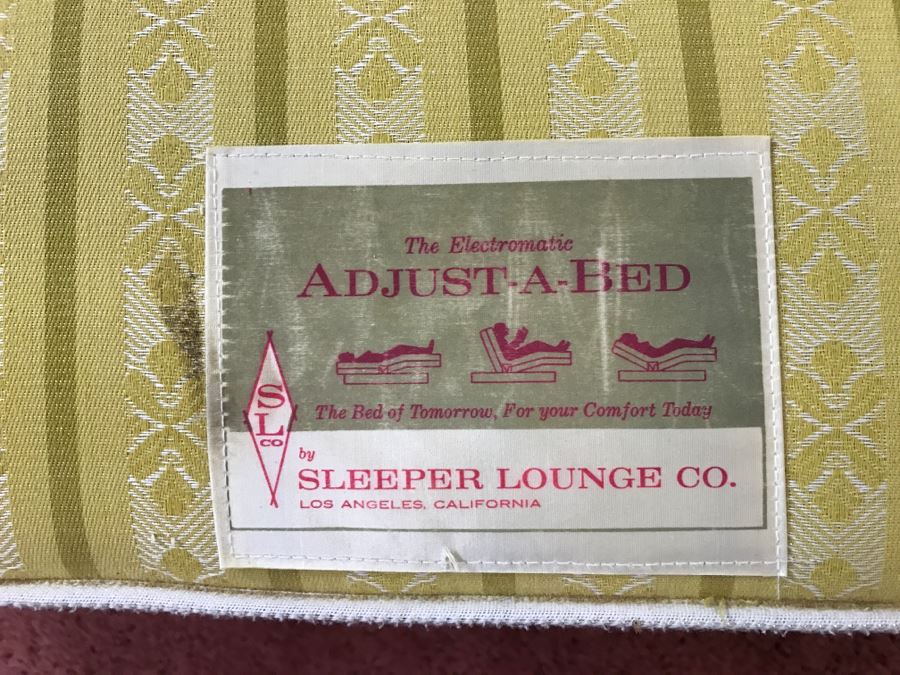 The Electromatic
ADJUST-A-BED
M M M
The Bed of Tomorrow, For your Comfort Today
S
L
CO
by
SLEEPER LOUNGE CO.
LOS ANGELES, CALIFORNIA